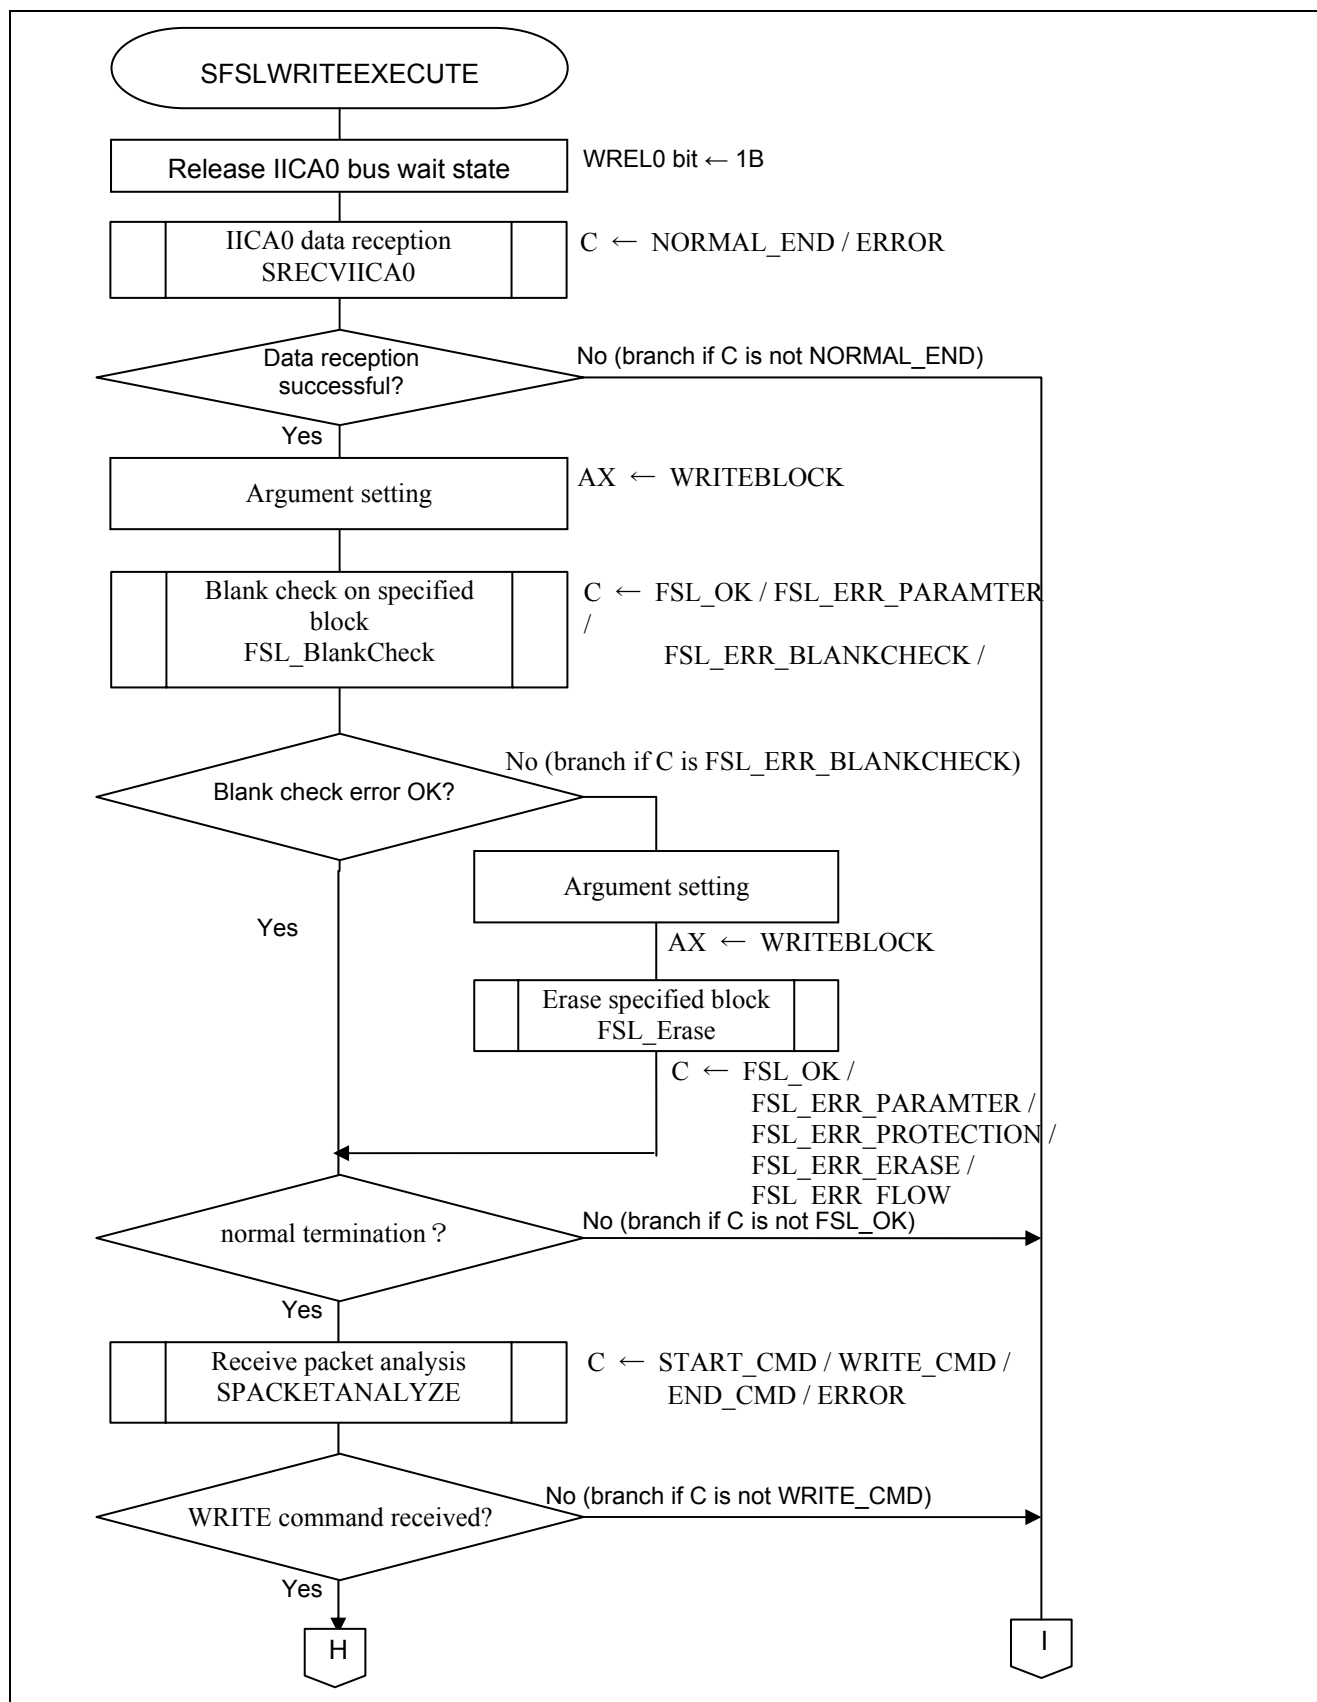 SFSLWRITEEXECUTE
Release IICA0 bus wait state
WREL0 bit ← 1B
IICA0 data reception
SRECVIICA0
C ← NORMAL_END / ERROR
Data reception
successful?
No (branch if C is not NORMAL_END)
Yes
Argument setting
AX ← WRITEBLOCK
Blank check on specified
block
FSL_BlankCheck
C ← FSL_OK / FSL_ERR_PARAMTER
/
FSL_ERR_BLANKCHECK /
No (branch if C is FSL_ERR_BLANKCHECK)
Blank check error OK?
Argument setting
Yes
AX ← WRITEBLOCK
Erase specified block
FSL_Erase
C ← FSL_OK /
FSL_ERR_PARAMTER /
FSL_ERR_PROTECTION /
FSL_ERR_ERASE /
FSL_ERR_FLOW
normal termination ?
No (branch if C is not FSL_OK)
Yes
Receive packet analysis
SPACKETANALYZE
C ← START_CMD / WRITE_CMD /
END_CMD / ERROR
WRITE command received?
No (branch if C is not WRITE_CMD)
Yes
H
I